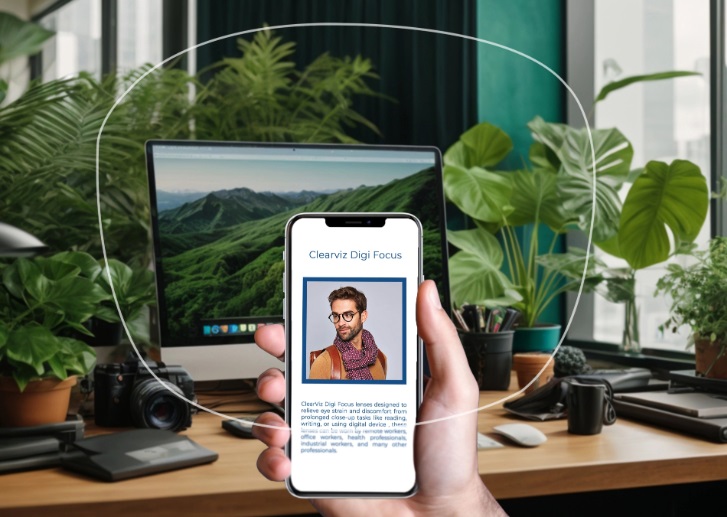 Clearviz Digi Focus
ClearViz Digi Focus lenses designed to
relieve eye strain and discomfort from
prolonged close-up tasks like reading,
writing, or using digital device . these
lenses can be worn by remote workers,
office workers, health professionals,
industrial workers, and many other
professionals.